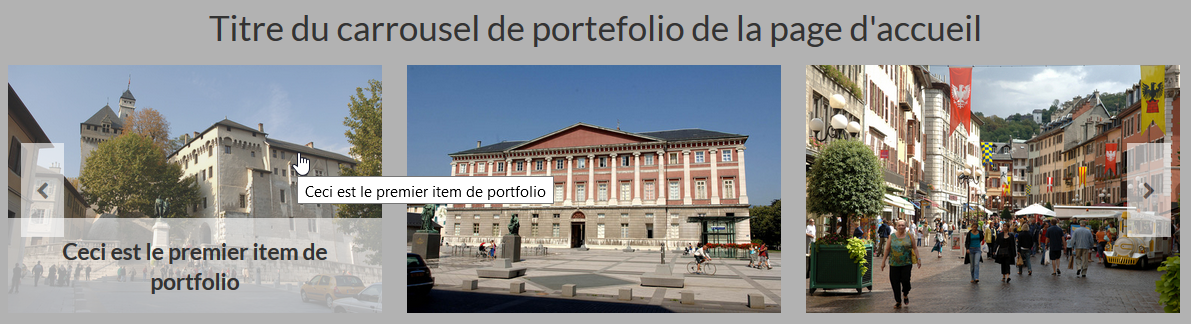 Titre du carrousel de portefolio de la page d'accueil
Ceci est le premier item de portfolio
Ceci est le premier item de
portfolio